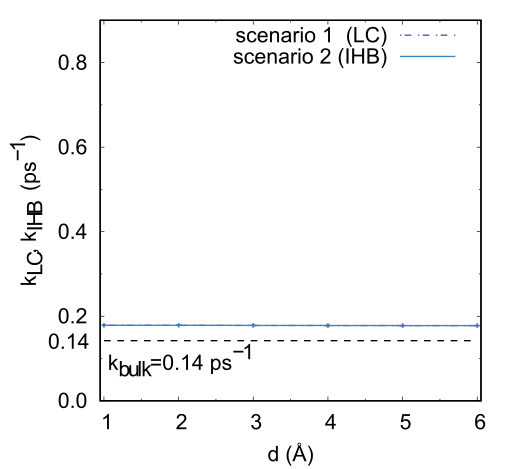 scenario 1 (LC)
scenario 2 (IHB)
0.8
0.6
0.4
0.2
0.14
0.0
k_LC, k_IHB (ps⁻¹)
k_bulk=0.14 ps⁻¹
1 2 3 4 5 6
d (Å)